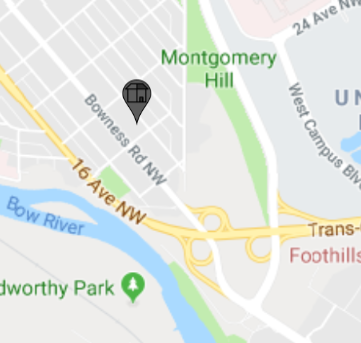 24 Ave NW
Montgomery
Hill
U N
West Campus Blv
Bowness Rd NW
16 Ave NW
Bow River
Trans-
Foothills
dworthy Park